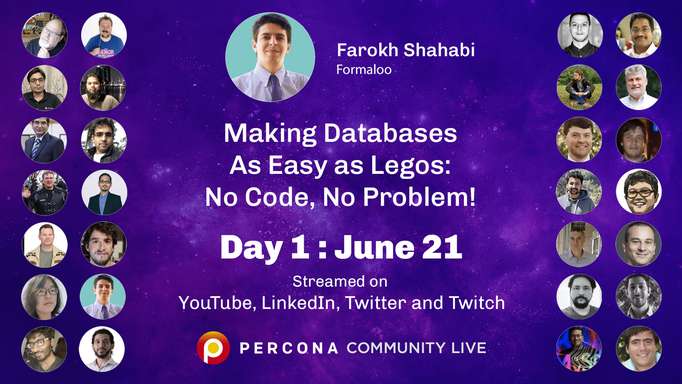 Farokh Shahabi
Formaloo
Making Databases
As Easy as Legos:
No Code, No Problem!
Day 1 : June 21
Streamed on
YouTube, LinkedIn, Twitter and Twitch
PERCONA COMMUNITY LIVE